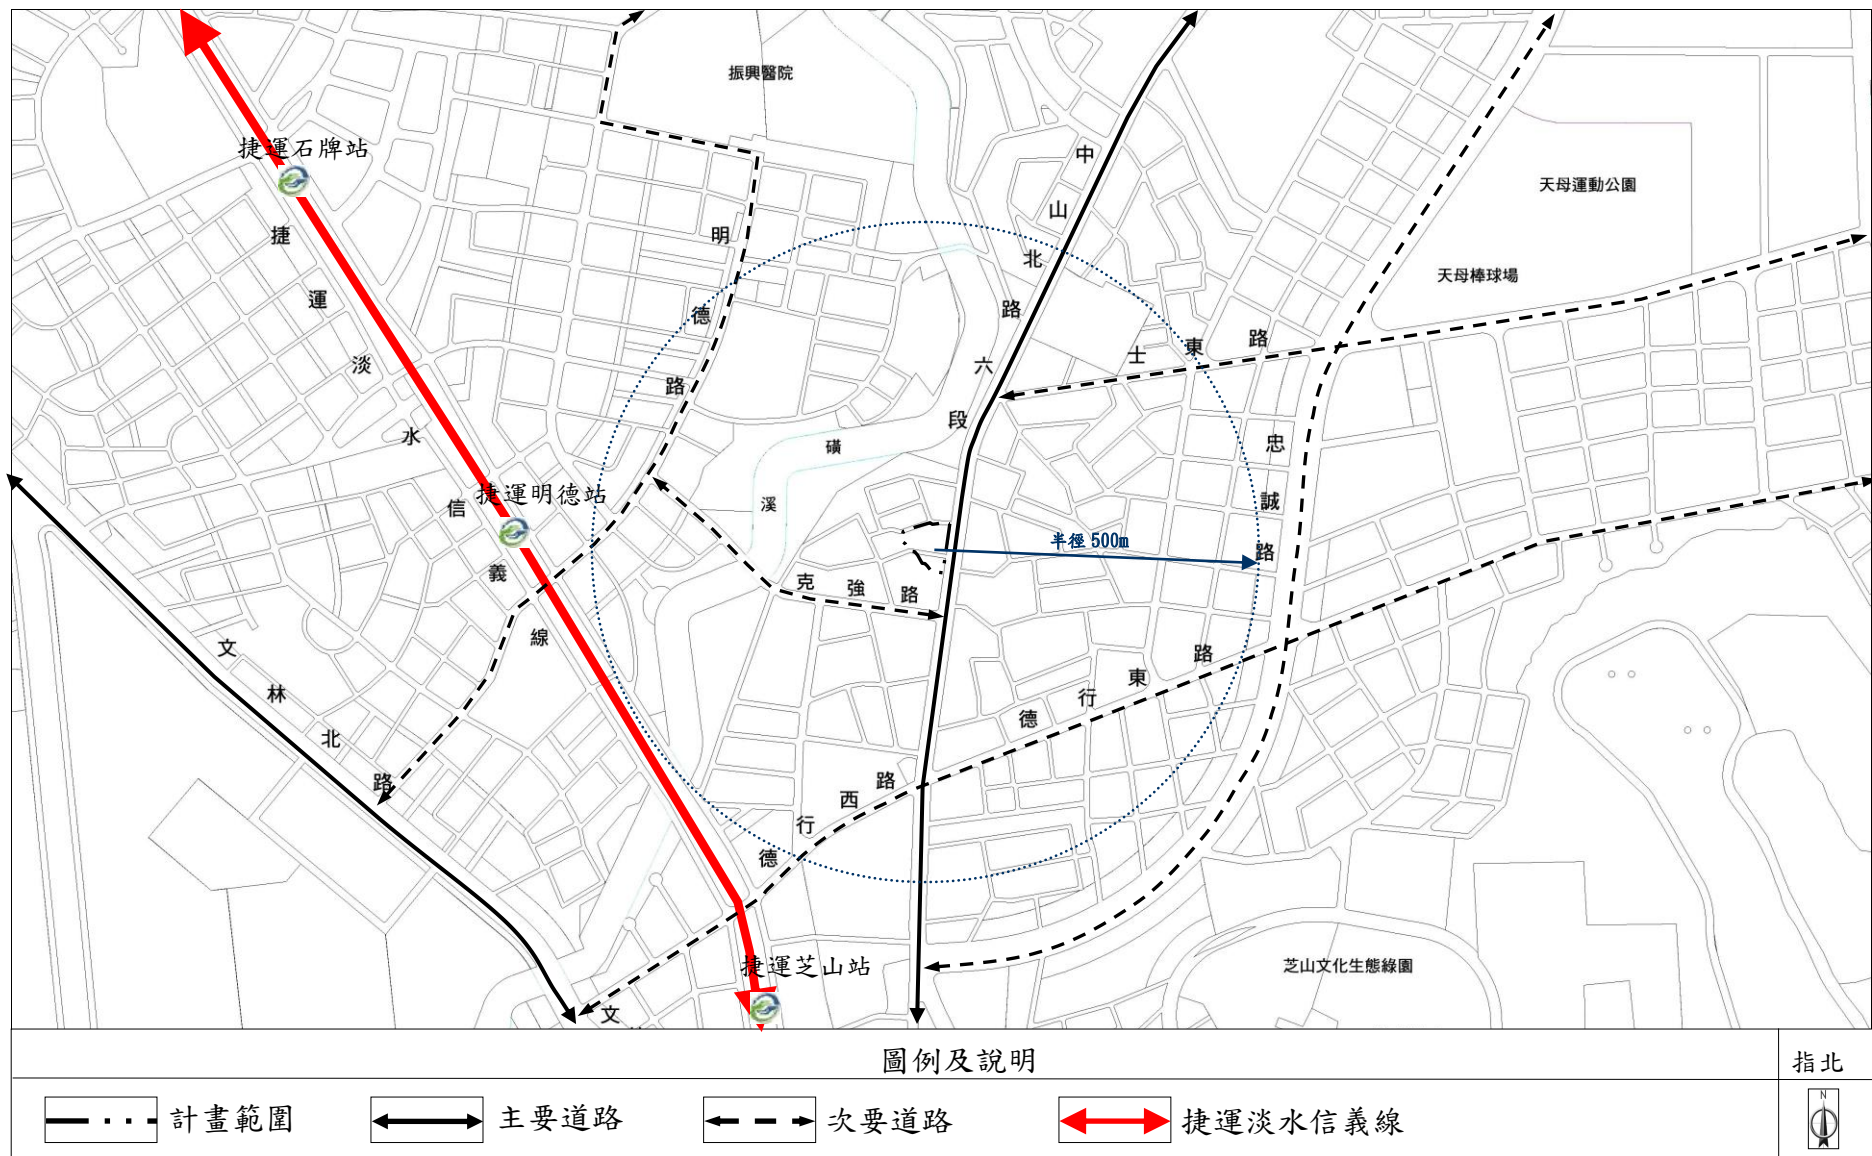 振興醫院
捷運石牌站
中山北路六段
天母運動公園
天母棒球場
捷運淡水信義線
明德路
士東路
忠誠路
磺溪
捷運明德站
半徑 500m
克強路
文林北路
德行東路
德行西路
捷運芝山站
芝山文化生態綠園
文
圖例及說明
指北
計畫範圍
主要道路
次要道路
捷運淡水信義線
N